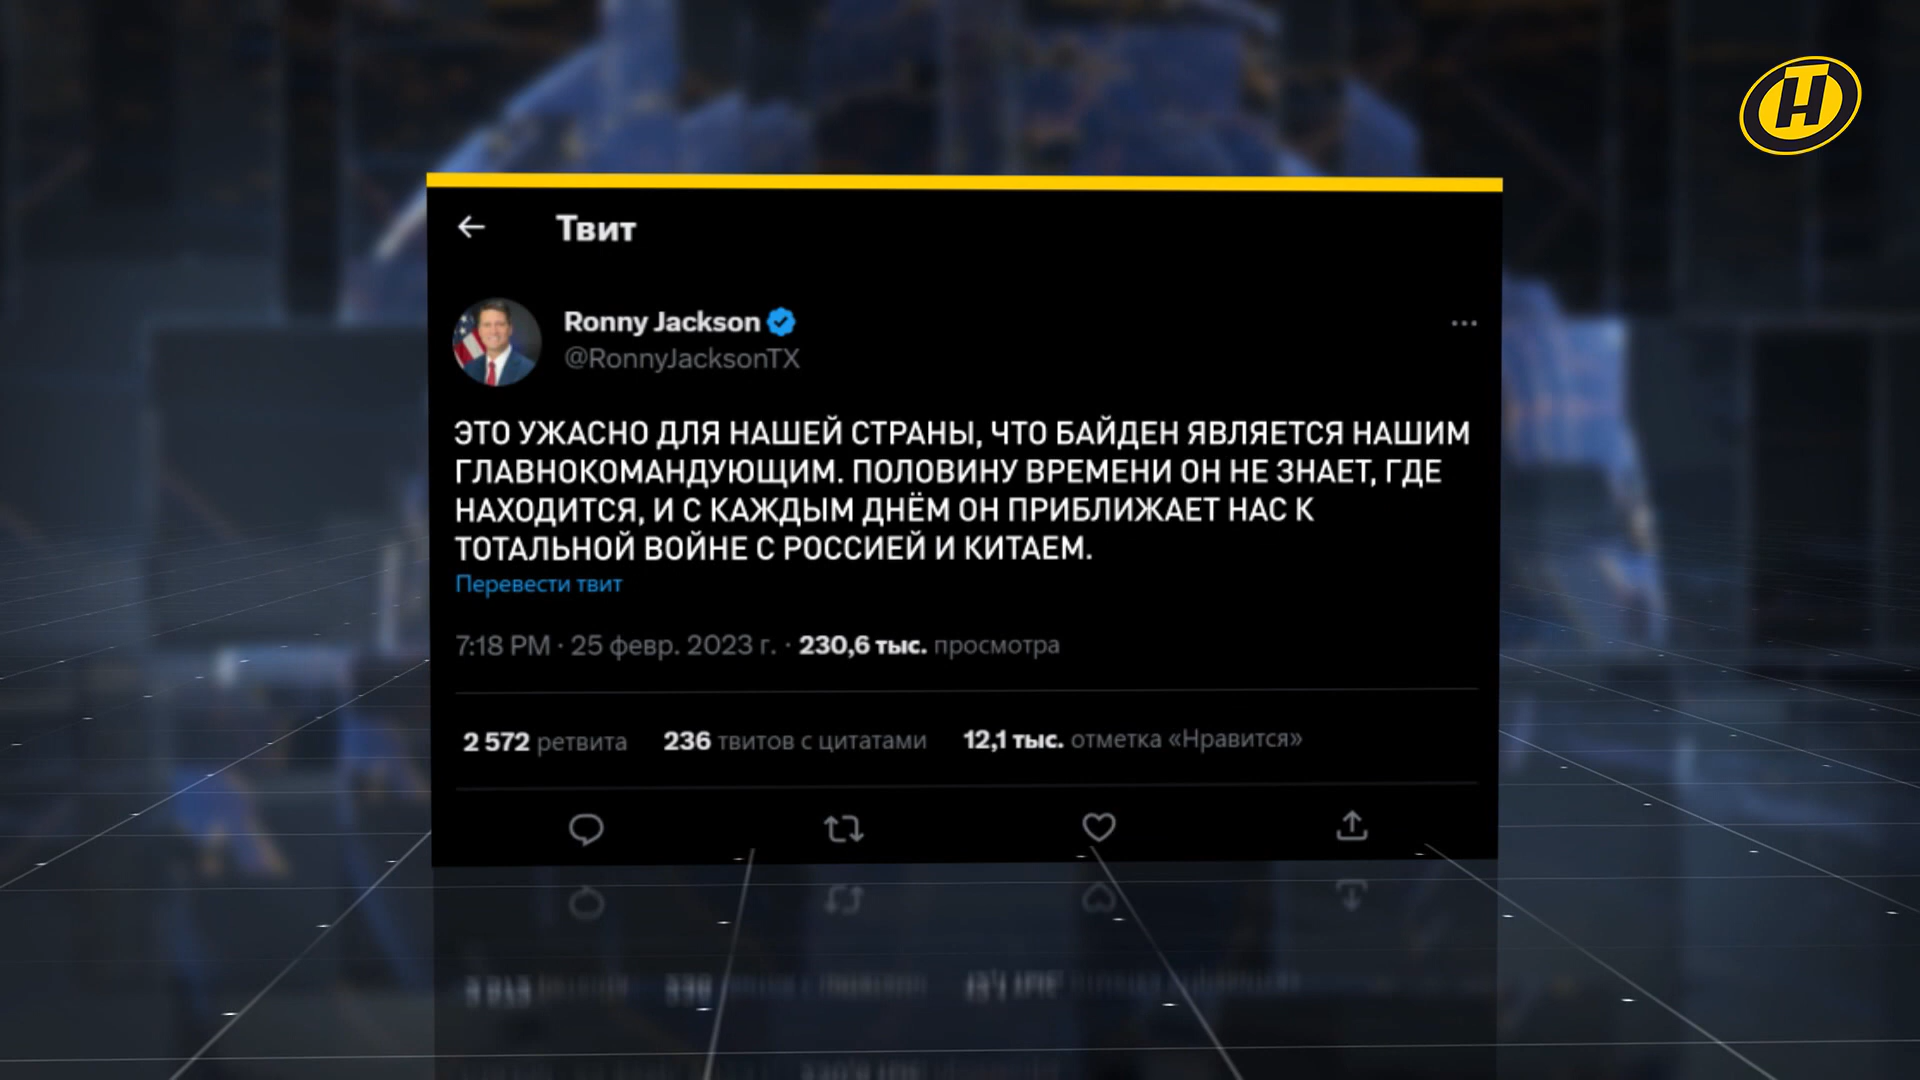 ТН
Твит
Ronny Jackson
@RonnyJacksonTX
ЭТО УЖАСНО ДЛЯ НАШЕЙ СТРАНЫ, ЧТО БАЙДЕН ЯВЛЯЕТСЯ НАШИМ
ГЛАВНОКОМАНДУЮЩИМ. ПОЛОВИНУ ВРЕМЕНИ ОН НЕ ЗНАЕТ, ГДЕ
НАХОДИТСЯ, И С КАЖДЫМ ДНЁМ ОН ПРИБЛИЖАЕТ НАС К
ТОТАЛЬНОЙ ВОЙНЕ С РОССИЕЙ И КИТАЕМ.
Перевести твит
7:18 PM · 25 февр. 2023 г. · 230,6 тыс. просмотра
2 572 ретвита 236 твитов с цитатами 12,1 тыс. отметка «Нравится»